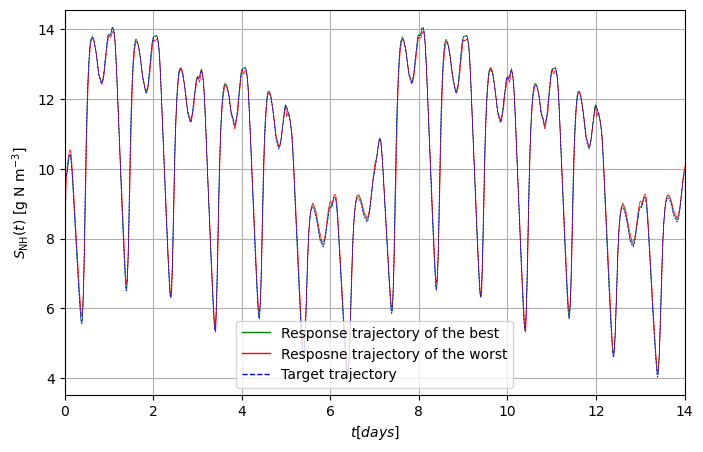 14
12
10
8
6
4
S_NH(t) [g N m^−3]
Response trajectory of the best
Resposne trajectory of the worst
Target trajectory
0 2 4 6 8 10 12 14
t[days]